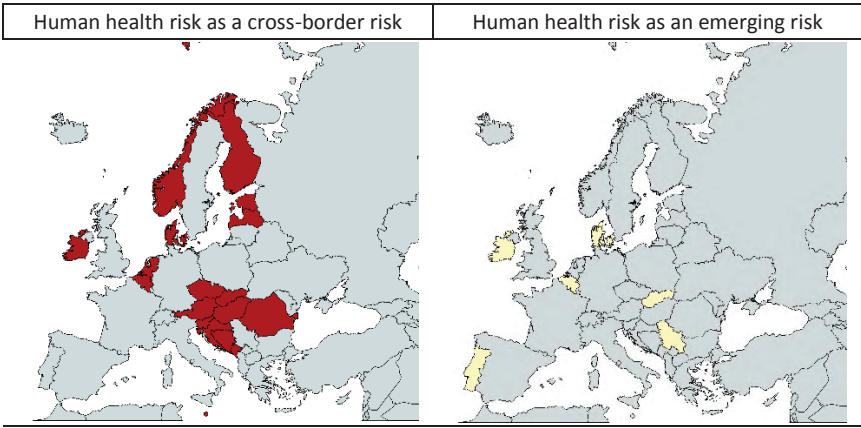 Human health risk as a cross-border risk
Human health risk as an emerging risk